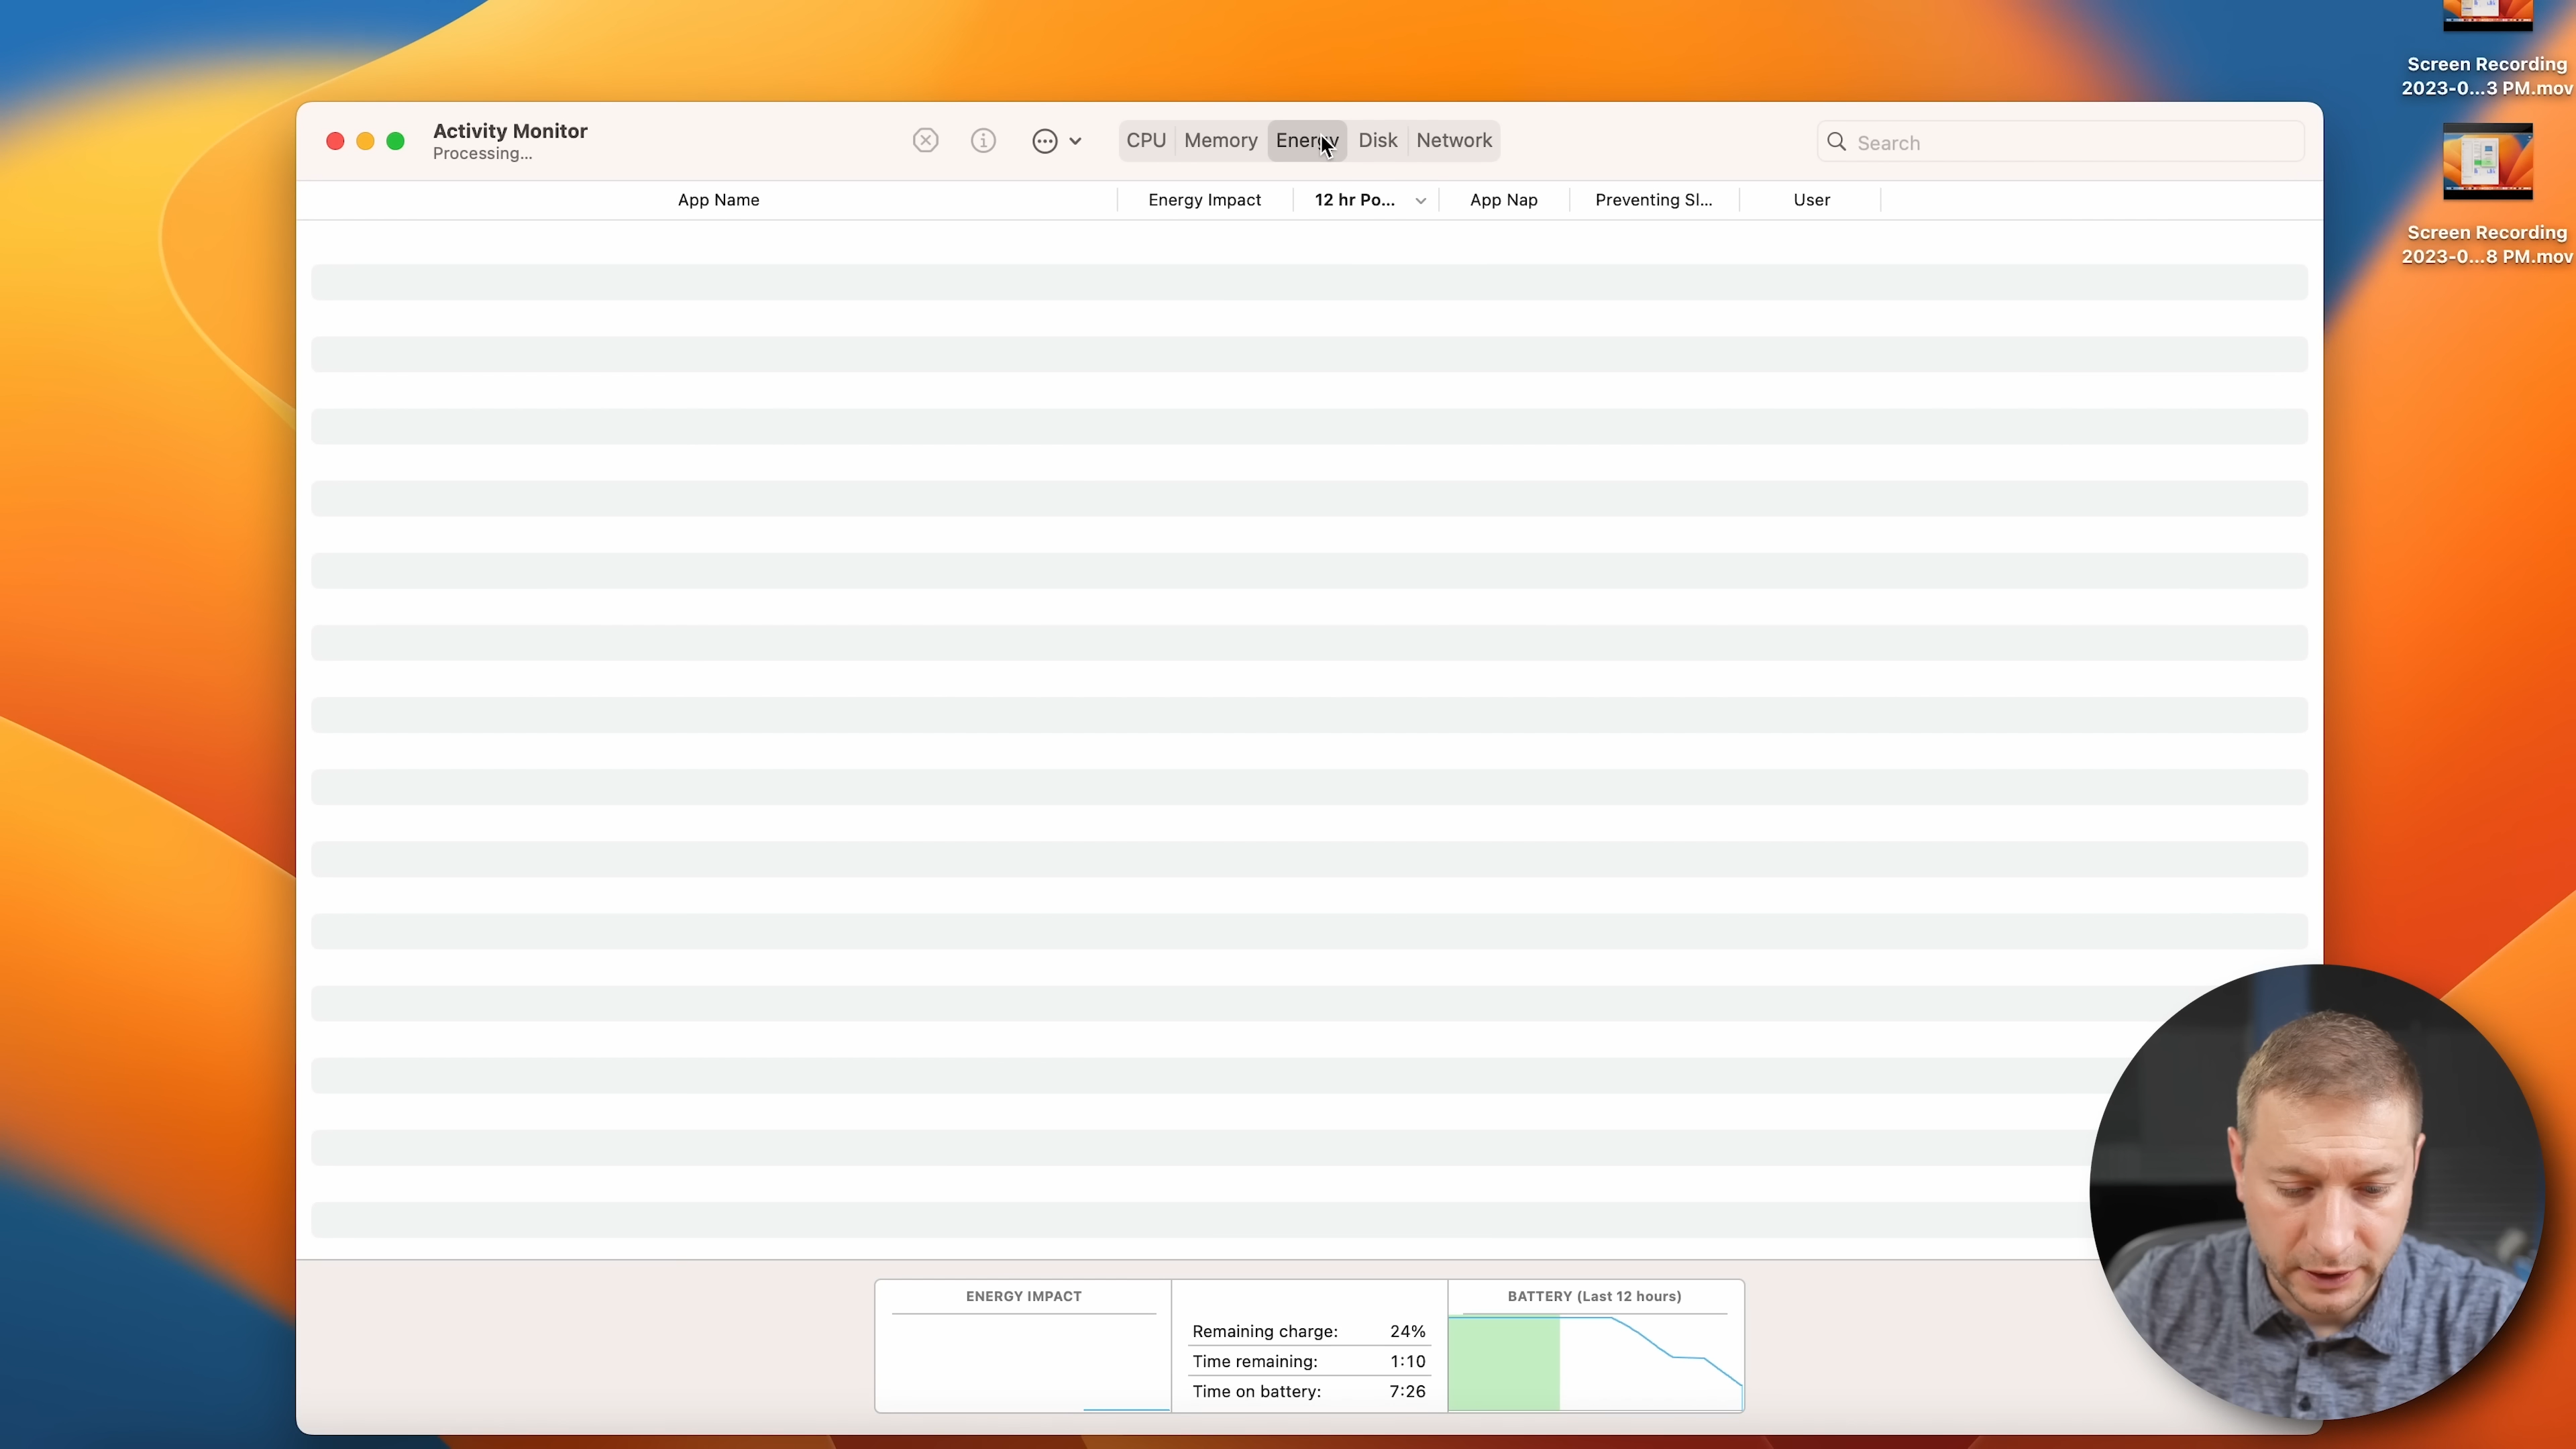 Screen Recording
2023-0...3 PM.mov
Activity Monitor
Processing...
CPU
Memory
Energy
Disk
Network
Search
Screen Recording
2023-0...8 PM.mov
App Name
Energy Impact
12 hr Po...
App Nap
Preventing Sl...
User
ENERGY IMPACT
Remaining charge: 24%
Time remaining: 1:10
Time on battery: 7:26
BATTERY (Last 12 hours)